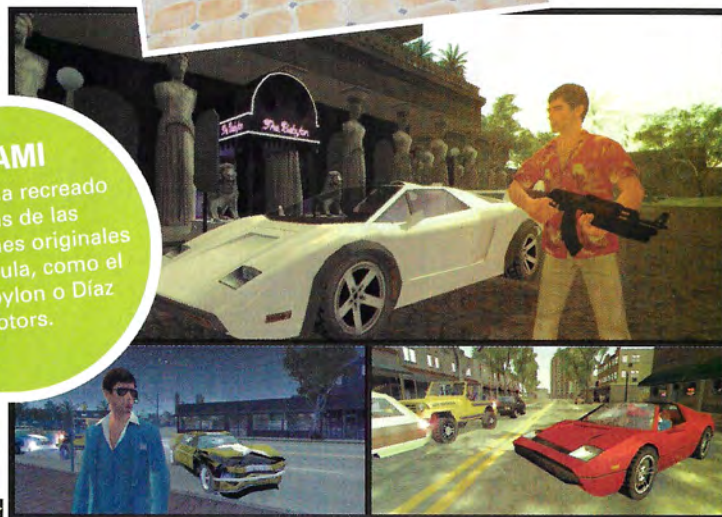 AMI
a recreado
s de las
nes originales
ula, como el
bylon o Díaz
otors.
The Babylon